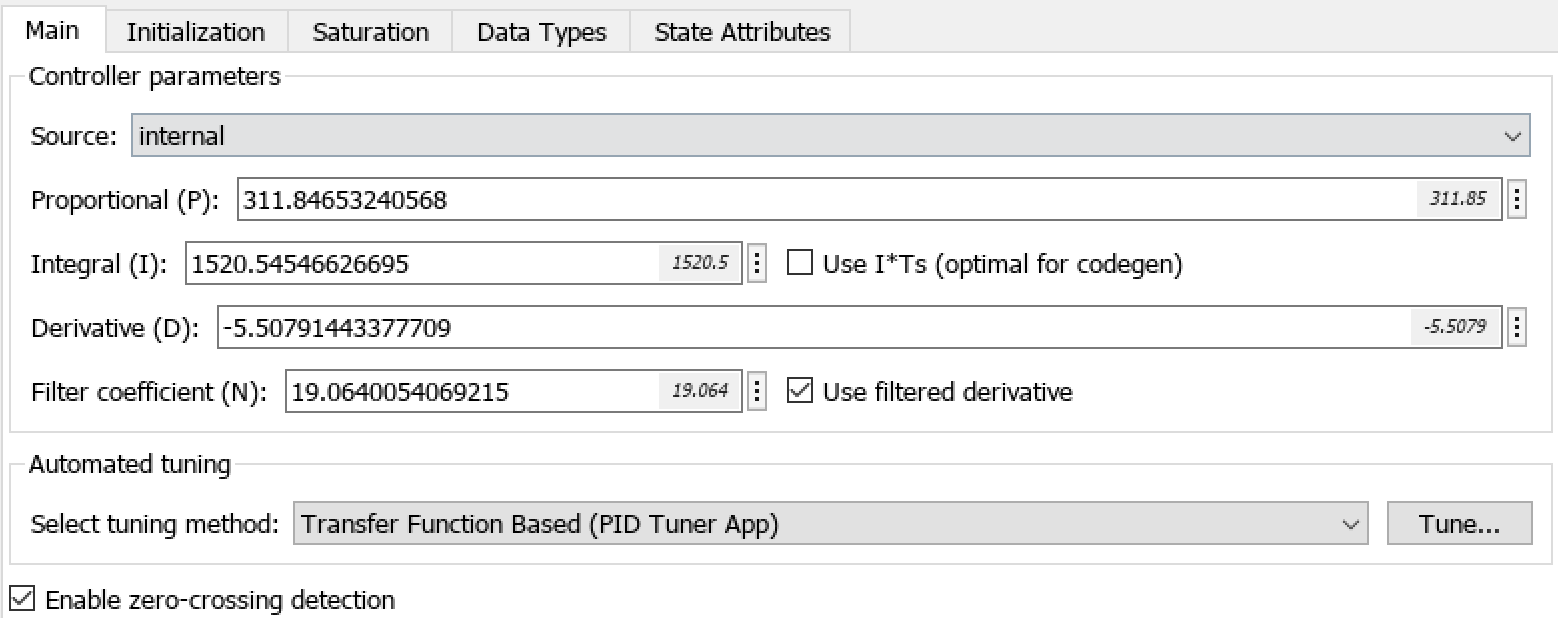 Main Initialization Saturation Data Types State Attributes
Controller parameters
Source: internal
Proportional (P): 311.84653240568 311.85
Integral (I): 1520.54546626695 1520.5 Use I*Ts (optimal for codegen)
Derivative (D): -5.50791443377709 -5.5079
Filter coefficient (N): 19.0640054069215 19.064 Use filtered derivative
Automated tuning
Select tuning method: Transfer Function Based (PID Tuner App) Tune...
Enable zero-crossing detection